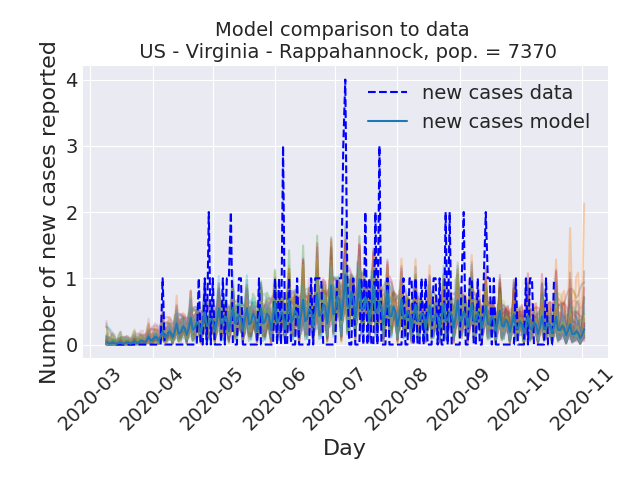 Model comparison to data
US - Virginia - Rappahannock, pop. = 7370
Number of new cases reported
4
3
2
1
0
new cases data
new cases model
2020-03
2020-04
2020-05
2020-06
2020-07
2020-08
2020-09
2020-10
2020-11
Day